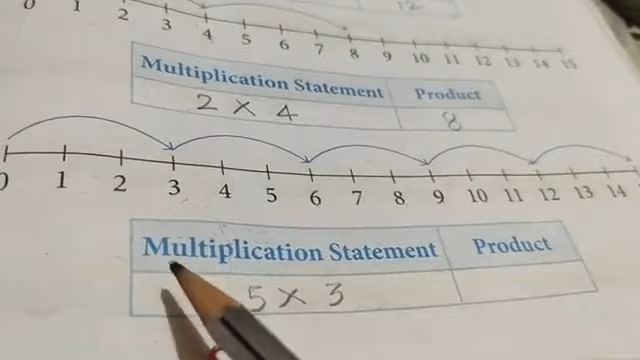 12
0 1 2 3 4 5 6 7 8 9 10 11 12 13 14 15
Multiplication Statement Product
2 × 4 8
0 1 2 3 4 5 6 7 8 9 10 11 12 13 14
Multiplication Statement Product
5 × 3